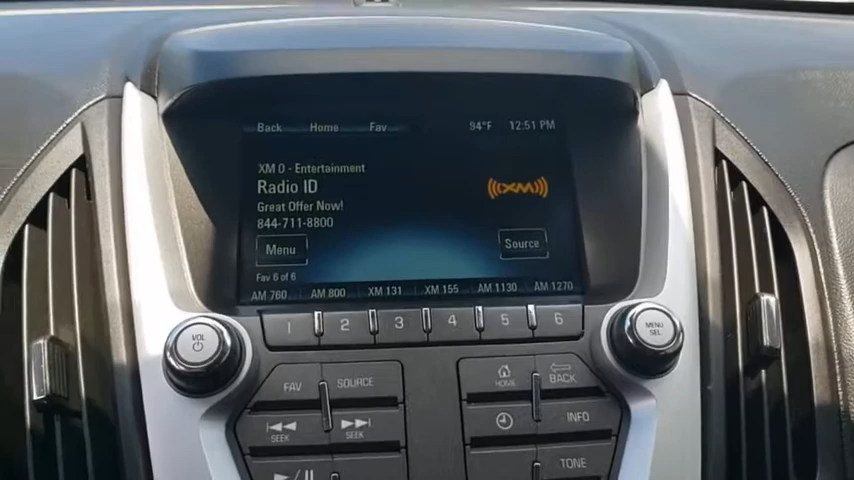 Back Home Fav 94°F 12:51 PM
XM 0 - Entertainment
Radio ID
Great Offer Now!
844-711-8800
((XM))
Menu Source
Fav 6 of 6
AM 760 AM 800 XM 131 XM 155 AM 1130 AM 1270
1 2 3 4 5 6
VOL
MENU
SEL
FAV SOURCE HOME BACK
SEEK SEEK INFO
TONE